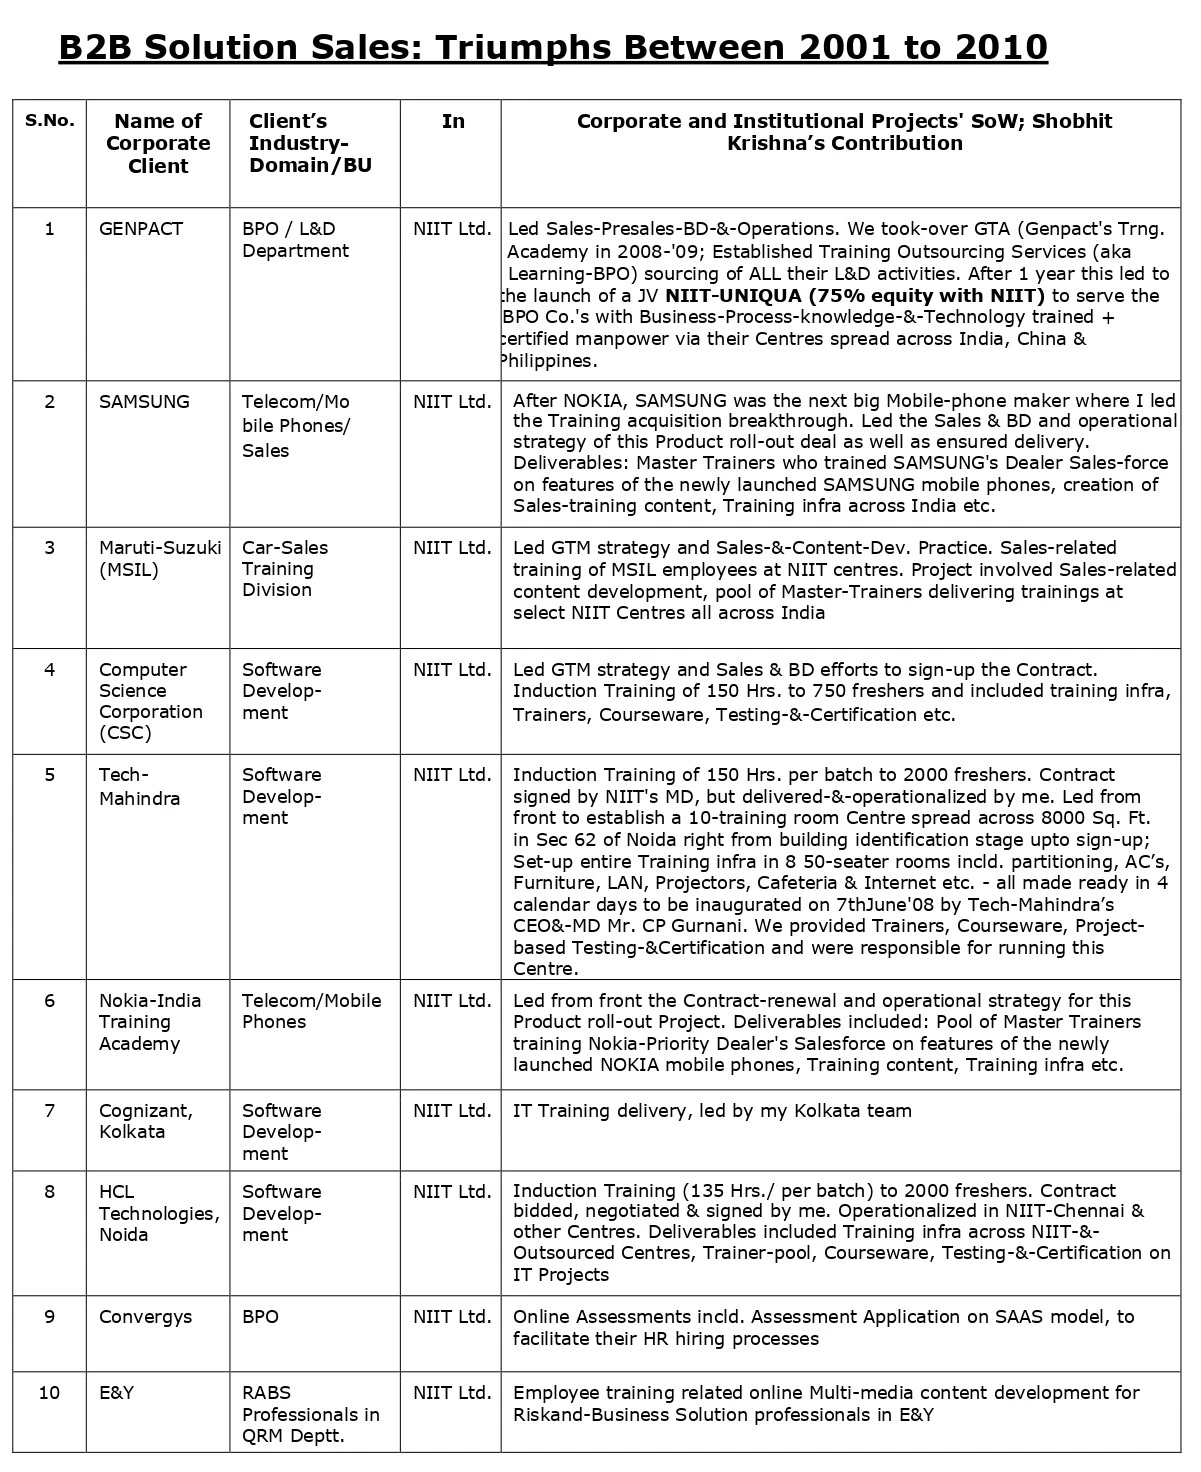 B2B Solution Sales: Triumphs Between 2001 to 2010
S.No.
Name of
Corporate
Client
Client’s
Industry-
Domain/BU
In
Corporate and Institutional Projects' SoW; Shobhit
Krishna’s Contribution
1
GENPACT
BPO / L&D
Department
NIIT Ltd.
Led Sales-Presales-BD-&-Operations. We took-over GTA (Genpact's Trng.
Academy in 2008-'09; Established Training Outsourcing Services (aka
Learning-BPO) sourcing of ALL their L&D activities. After 1 year this led to
the launch of a JV NIIT-UNIQUA (75% equity with NIIT) to serve the
BPO Co.'s with Business-Process-knowledge-&-Technology trained +
certified manpower via their Centres spread across India, China &
Philippines.
2
SAMSUNG
Telecom/Mo
bile Phones/
Sales
NIIT Ltd.
After NOKIA, SAMSUNG was the next big Mobile-phone maker where I led
the Training acquisition breakthrough. Led the Sales & BD and operational
strategy of this Product roll-out deal as well as ensured delivery.
Deliverables: Master Trainers who trained SAMSUNG's Dealer Sales-force
on features of the newly launched SAMSUNG mobile phones, creation of
Sales-training content, Training infra across India etc.
3
Maruti-Suzuki
(MSIL)
Car-Sales
Training
Division
NIIT Ltd.
Led GTM strategy and Sales-&-Content-Dev. Practice. Sales-related
training of MSIL employees at NIIT centres. Project involved Sales-related
content development, pool of Master-Trainers delivering trainings at
select NIIT Centres all across India
4
Computer
Science
Corporation
(CSC)
Software
Develop-
ment
NIIT Ltd.
Led GTM strategy and Sales & BD efforts to sign-up the Contract.
Induction Training of 150 Hrs. to 750 freshers and included training infra,
Trainers, Courseware, Testing-&-Certification etc.
5
Tech-
Mahindra
Software
Develop-
ment
NIIT Ltd.
Induction Training of 150 Hrs. per batch to 2000 freshers. Contract
signed by NIIT's MD, but delivered-&-operationalized by me. Led from
front to establish a 10-training room Centre spread across 8000 Sq. Ft.
in Sec 62 of Noida right from building identification stage upto sign-up;
Set-up entire Training infra in 8 50-seater rooms incld. partitioning, AC’s,
Furniture, LAN, Projectors, Cafeteria & Internet etc. - all made ready in 4
calendar days to be inaugurated on 7thJune'08 by Tech-Mahindra’s
CEO&-MD Mr. CP Gurnani. We provided Trainers, Courseware, Project-
based Testing-&Certification and were responsible for running this
Centre.
6
Nokia-India
Training
Academy
Telecom/Mobile
Phones
NIIT Ltd.
Led from front the Contract-renewal and operational strategy for this
Product roll-out Project. Deliverables included: Pool of Master Trainers
training Nokia-Priority Dealer's Salesforce on features of the newly
launched NOKIA mobile phones, Training content, Training infra etc.
7
Cognizant,
Kolkata
Software
Develop-
ment
NIIT Ltd.
IT Training delivery, led by my Kolkata team
8
HCL
Technologies,
Noida
Software
Develop-
ment
NIIT Ltd.
Induction Training (135 Hrs./ per batch) to 2000 freshers. Contract
bidded, negotiated & signed by me. Operationalized in NIIT-Chennai &
other Centres. Deliverables included Training infra across NIIT-&-
Outsourced Centres, Trainer-pool, Courseware, Testing-&-Certification on
IT Projects
9
Convergys
BPO
NIIT Ltd.
Online Assessments incld. Assessment Application on SAAS model, to
facilitate their HR hiring processes
10
E&Y
RABS
Professionals in
QRM Deptt.
NIIT Ltd.
Employee training related online Multi-media content development for
Riskand-Business Solution professionals in E&Y